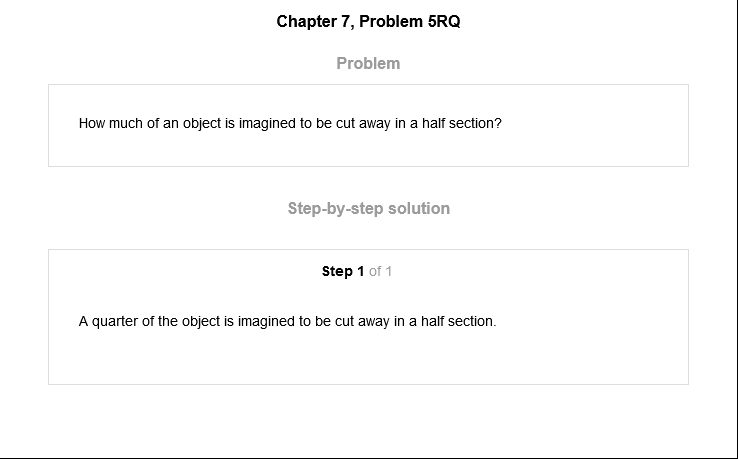 Chapter 7, Problem 5RQ
Problem
How much of an object is imagined to be cut away in a half section?
Step-by-step solution
Step 1 of 1
A quarter of the object is imagined to be cut away in a half section.